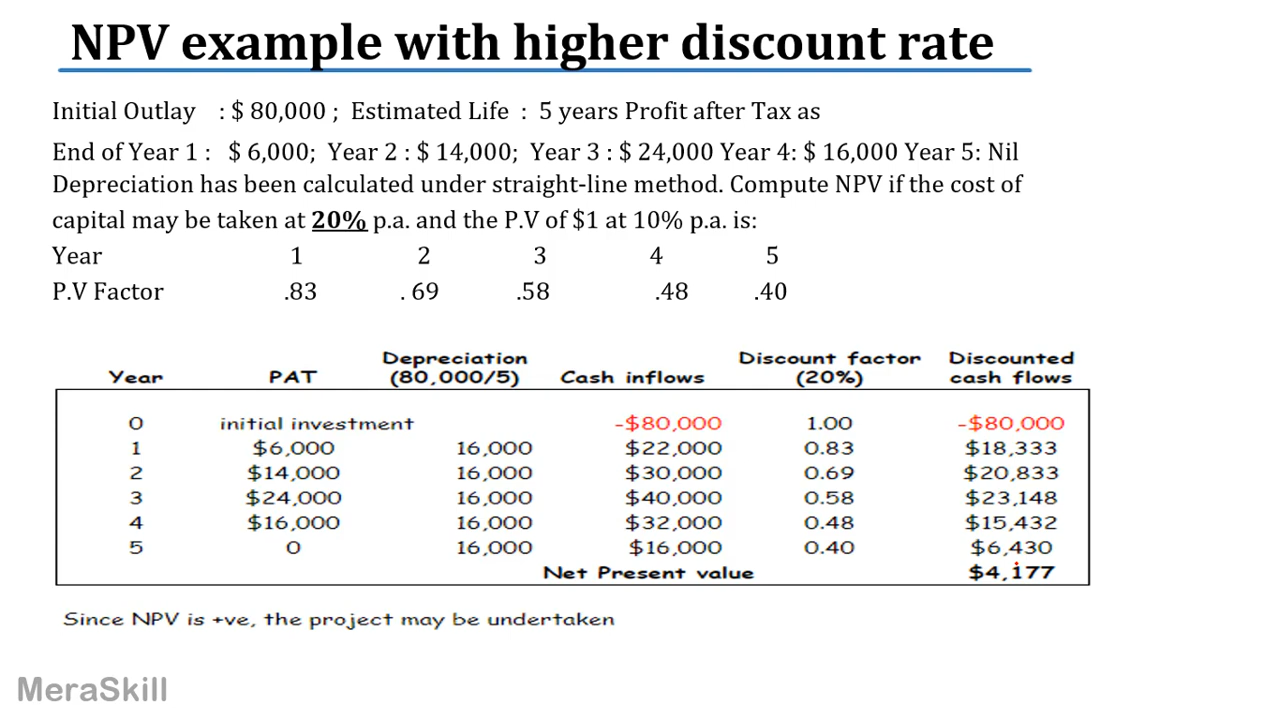 NPV example with higher discount rate
Initial Outlay : $ 80,000 ; Estimated Life : 5 years Profit after Tax as
End of Year 1 : $ 6,000; Year 2 : $ 14,000; Year 3 : $ 24,000 Year 4: $ 16,000 Year 5: Nil
Depreciation has been calculated under straight-line method. Compute NPV if the cost of
capital may be taken at 20% p.a. and the P.V of $1 at 10% p.a. is:
Year 1 2 3 4 5
P.V Factor .83 . 69 .58 .48 .40
Depreciation Discount factor Discounted
Year PAT (80,000/5) Cash inflows (20%) cash flows
0 initial investment -$80,000 1.00 -$80,000
1 $6,000 16,000 $22,000 0.83 $18,333
2 $14,000 16,000 $30,000 0.69 $20,833
3 $24,000 16,000 $40,000 0.58 $23,148
4 $16,000 16,000 $32,000 0.48 $15,432
5 0 16,000 $16,000 0.40 $6,430
Net Present value $4,177
Since NPV is +ve, the project may be undertaken
MeraSkill